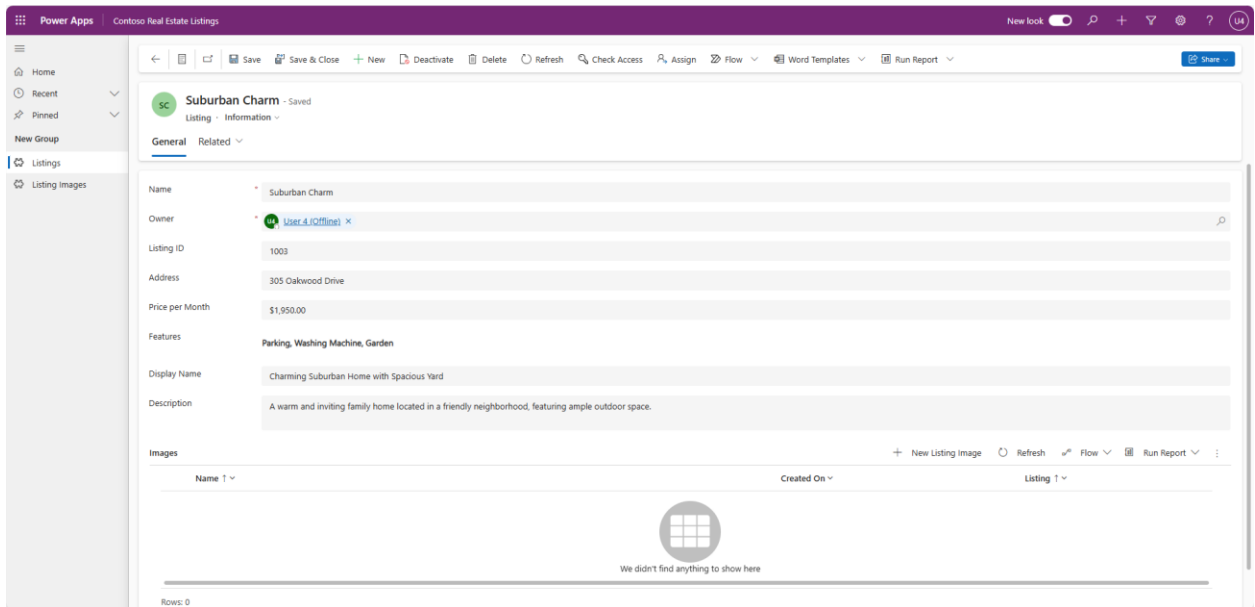 Power Apps Contoso Real Estate Listings New look U4
Home
Recent
Pinned
New Group
Listings
Listing Images
Save Save & Close New Deactivate Delete Refresh Check Access Assign Flow Word Templates Run Report Share
SC
Suburban Charm - Saved
Listing · Information
General Related
Name * Suburban Charm
Owner * U4 User 4 (Offline) ×
Listing ID 1003
Address 305 Oakwood Drive
Price per Month $1,950.00
Features Parking, Washing Machine, Garden
Display Name Charming Suburban Home with Spacious Yard
Description A warm and inviting family home located in a friendly neighborhood, featuring ample outdoor space.
Images New Listing Image Refresh Flow Run Report
Name ↑ Created On Listing ↑
We didn't find anything to show here
Rows: 0